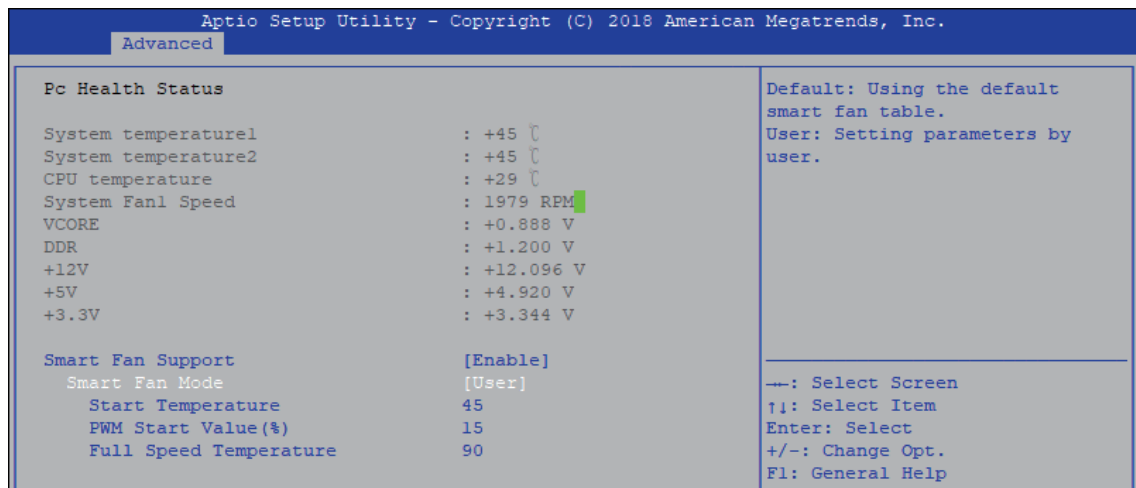 Aptio Setup Utility - Copyright (C) 2018 American Megatrends, Inc.
Advanced
Pc Health Status
System temperature1 : +45 ℃
System temperature2 : +45 ℃
CPU temperature : +29 ℃
System Fan1 Speed : 1979 RPM
VCORE : +0.888 V
DDR : +1.200 V
+12V : +12.096 V
+5V : +4.920 V
+3.3V : +3.344 V
Smart Fan Support [Enable]
Smart Fan Mode [User]
Start Temperature 45
PWM Start Value(%) 15
Full Speed Temperature 90
Default: Using the default
smart fan table.
User: Setting parameters by
user.
→←: Select Screen
↑↓: Select Item
Enter: Select
+/-: Change Opt.
F1: General Help